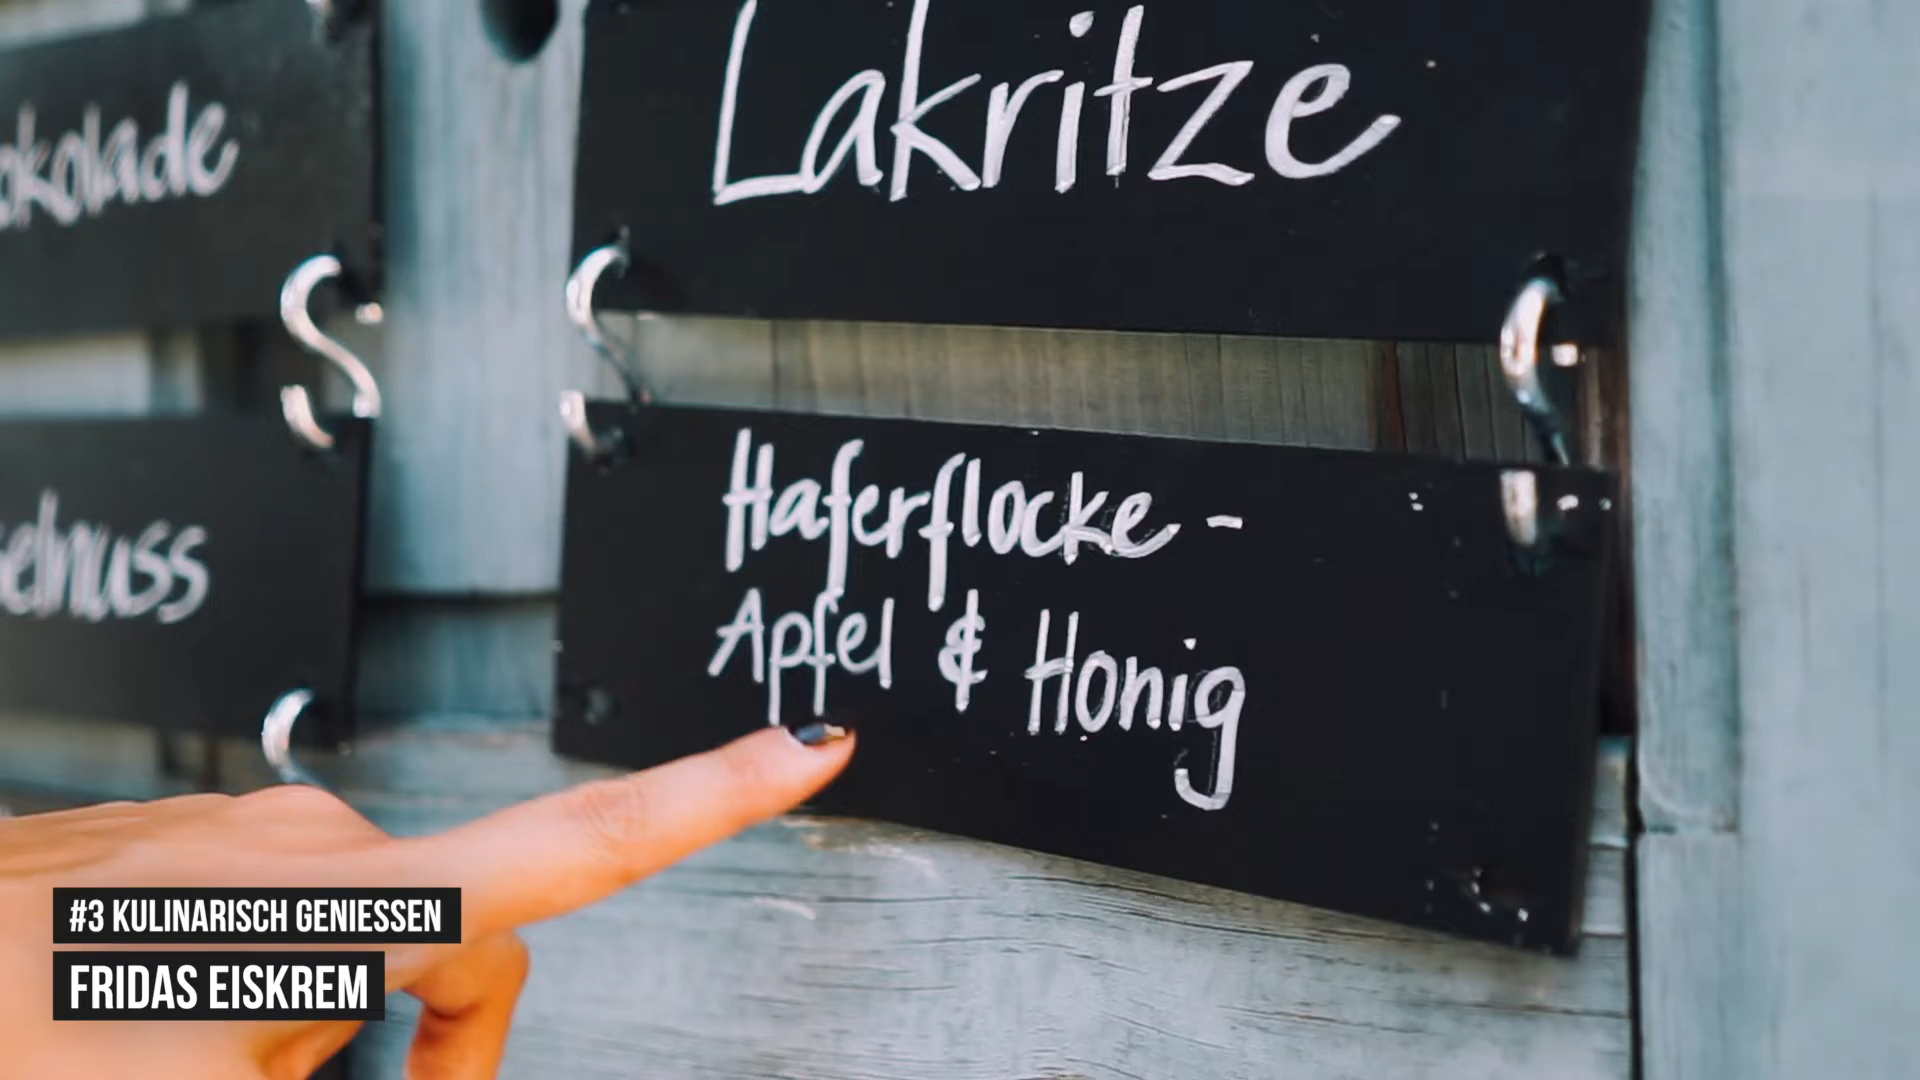 Lakritze
Haferflocke-
Apfel & Honig
#3 KULINARISCH GENIESSEN
FRIDAS EISKREM